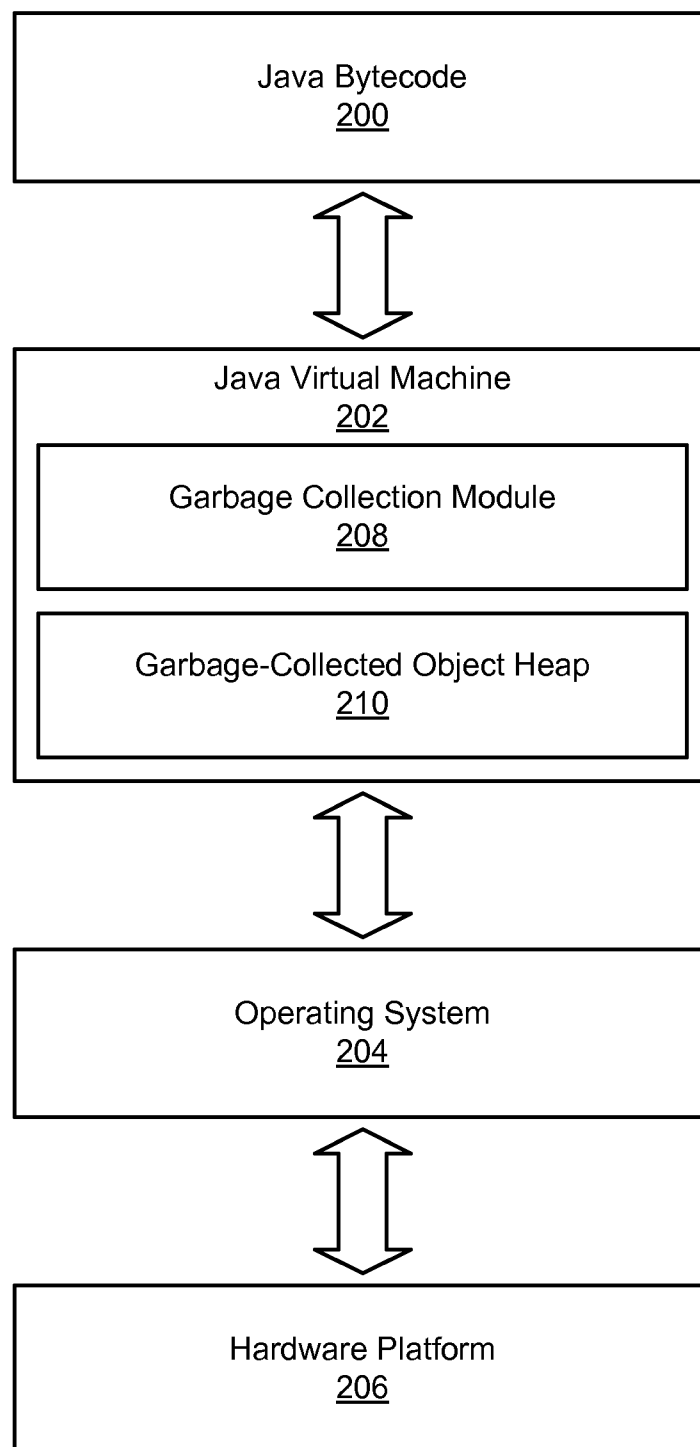 Java Bytecode
200
Java Virtual Machine
202
Garbage Collection Module
208
Garbage-Collected Object Heap
210
Operating System
204
Hardware Platform
206